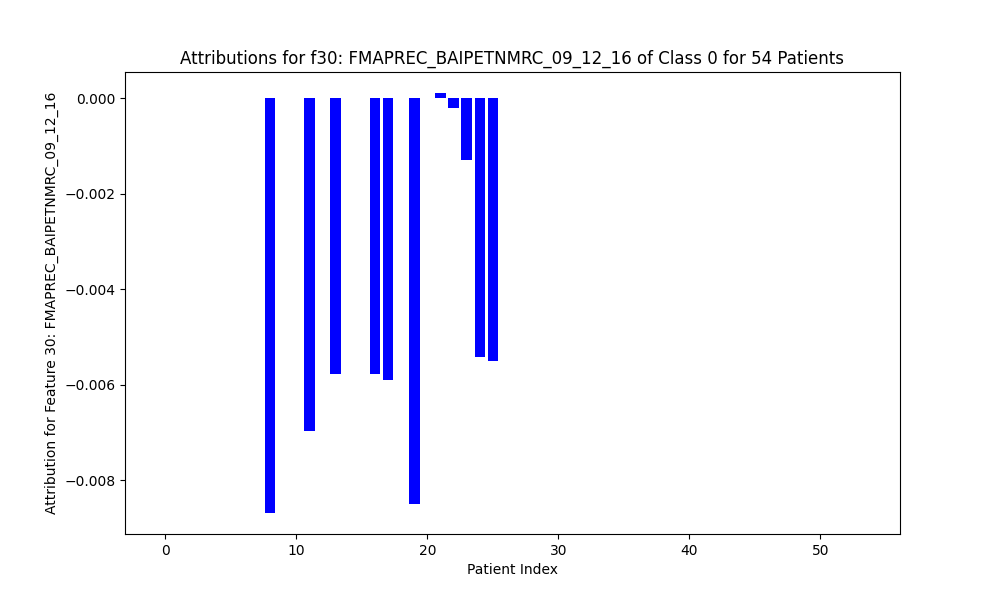 Attributions for f30: FMAPREC_BAIPETNMRC_09_12_16 of Class 0 for 54 Patients
Attribution for Feature 30: FMAPREC_BAIPETNMRC_09_12_16
0.000
−0.002
−0.004
−0.006
−0.008
0 10 20 30 40 50
Patient Index